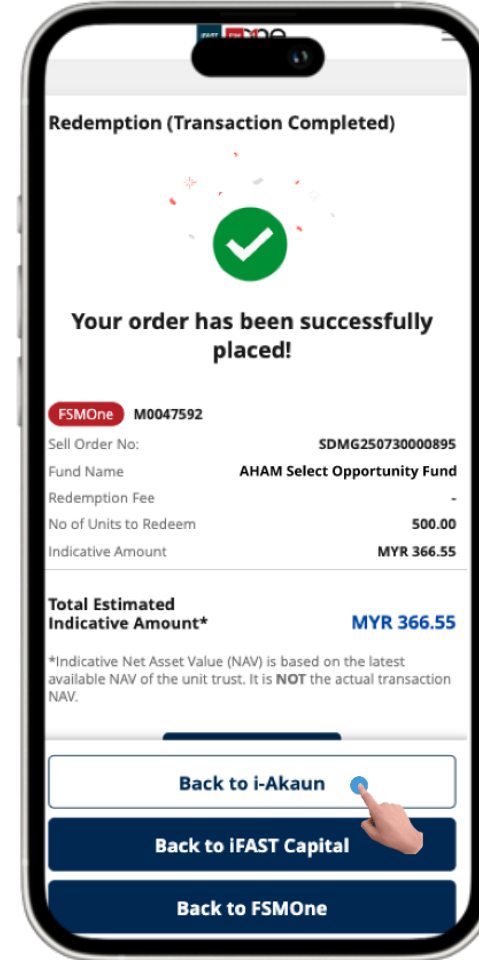 iFAST
Redemption (Transaction Completed)
Your order has been successfully
placed!
FSMOne M0047592
Sell Order No: SDMG250730000895
Fund Name AHAM Select Opportunity Fund
Redemption Fee -
No of Units to Redeem 500.00
Indicative Amount MYR 366.55
Total Estimated
Indicative Amount* MYR 366.55
*Indicative Net Asset Value (NAV) is based on the latest
available NAV of the unit trust. It is NOT the actual transaction
NAV.
Back to i-Akaun
Back to iFAST Capital
Back to FSMOne